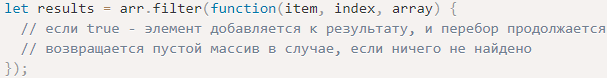 let results = arr.filter(function(item, index, array) {
  // если true - элемент добавляется к результату, и перебор продолжается
  // возвращается пустой массив в случае, если ничего не найдено
});